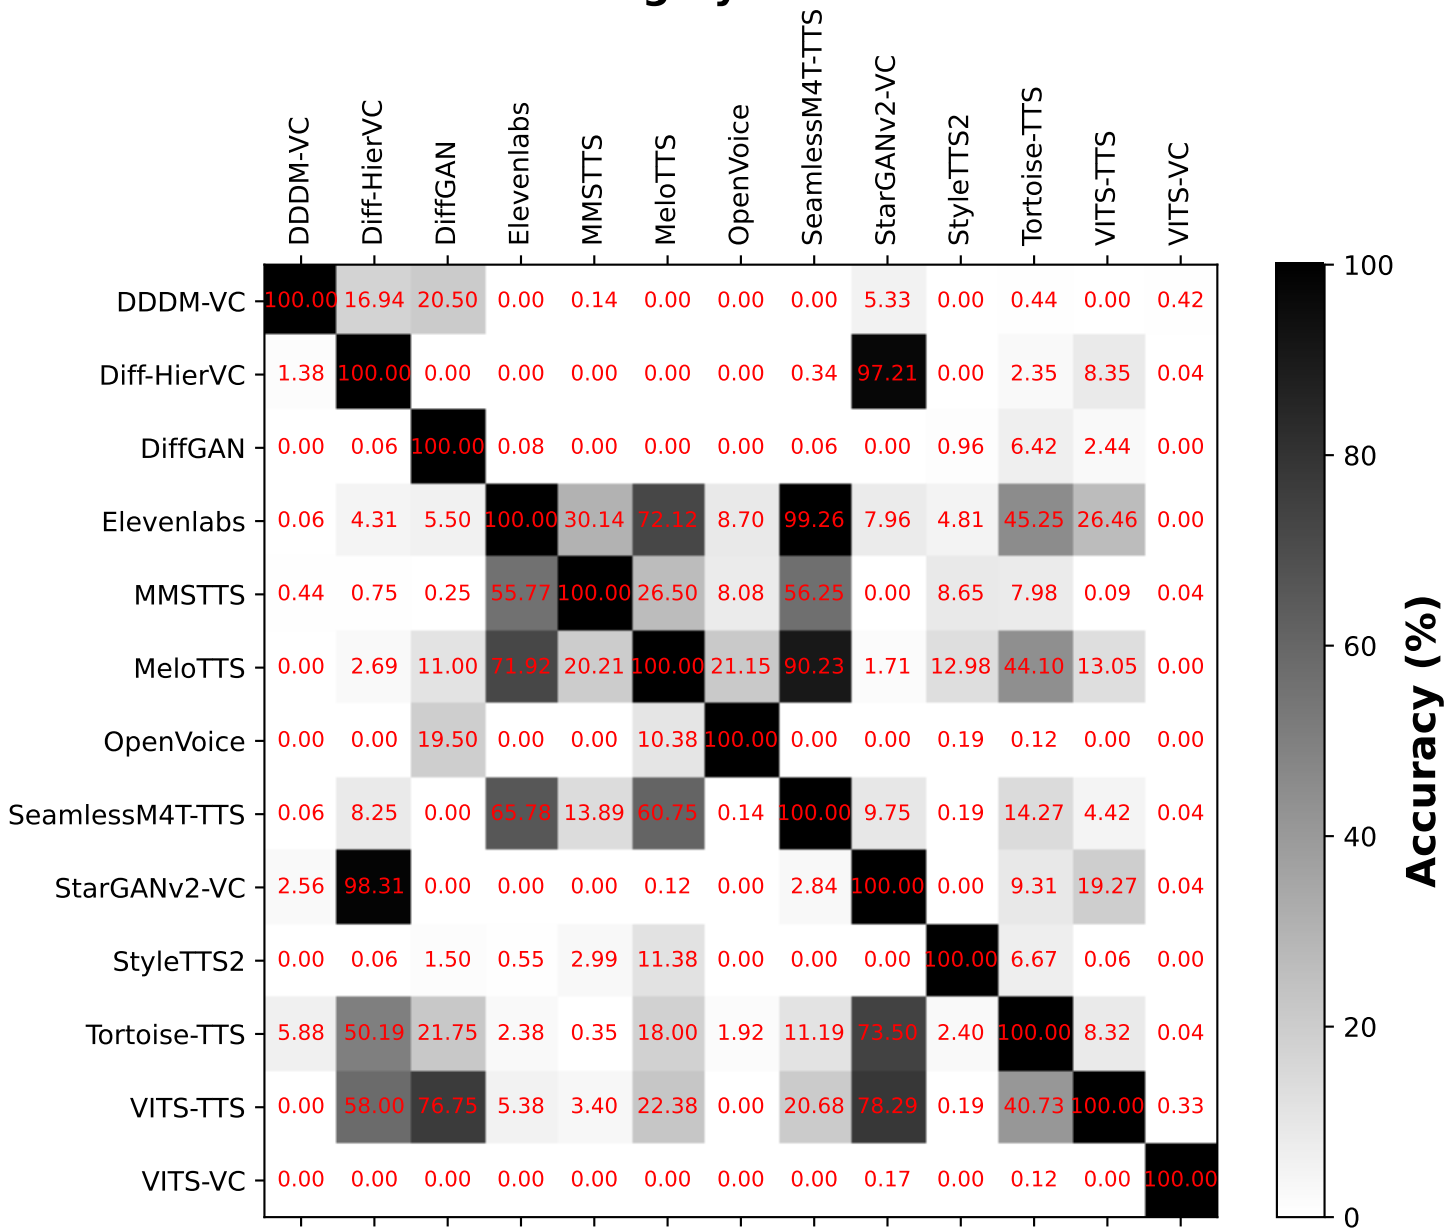 DDDM-VC Diff-HierVC DiffGAN Elevenlabs MMSTTS MeloTTS OpenVoice SeamlessM4T-TTS StarGANv2-VC StyleTTS2 Tortoise-TTS VITS-TTS VITS-VC
DDDM-VC 100.00 16.94 20.50 0.00 0.14 0.00 0.00 0.00 5.33 0.00 0.44 0.00 0.42
Diff-HierVC 1.38 100.00 0.00 0.00 0.00 0.00 0.00 0.34 97.21 0.00 2.35 8.35 0.04
DiffGAN 0.00 0.06 100.00 0.08 0.00 0.00 0.00 0.06 0.00 0.96 6.42 2.44 0.00
Elevenlabs 0.06 4.31 5.50 100.00 30.14 72.12 8.70 99.26 7.96 4.81 45.25 26.46 0.00
MMSTTS 0.44 0.75 0.25 55.77 100.00 26.50 8.08 56.25 0.00 8.65 7.98 0.09 0.04
MeloTTS 0.00 2.69 11.00 71.92 20.21 100.00 21.15 90.23 1.71 12.98 44.10 13.05 0.00
OpenVoice 0.00 0.00 19.50 0.00 0.00 10.38 100.00 0.00 0.00 0.19 0.12 0.00 0.00
SeamlessM4T-TTS 0.06 8.25 0.00 65.78 13.89 60.75 0.14 100.00 9.75 0.19 14.27 4.42 0.04
StarGANv2-VC 2.56 98.31 0.00 0.00 0.00 0.12 0.00 2.84 100.00 0.00 9.31 19.27 0.04
StyleTTS2 0.00 0.06 1.50 0.55 2.99 11.38 0.00 0.00 0.00 100.00 6.67 0.06 0.00
Tortoise-TTS 5.88 50.19 21.75 2.38 0.35 18.00 1.92 11.19 73.50 2.40 100.00 8.32 0.04
VITS-TTS 0.00 58.00 76.75 5.38 3.40 22.38 0.00 20.68 78.29 0.19 40.73 100.00 0.33
VITS-VC 0.00 0.00 0.00 0.00 0.00 0.00 0.00 0.00 0.17 0.00 0.12 0.00 100.00
100
80
60
40
20
0
Accuracy (%)